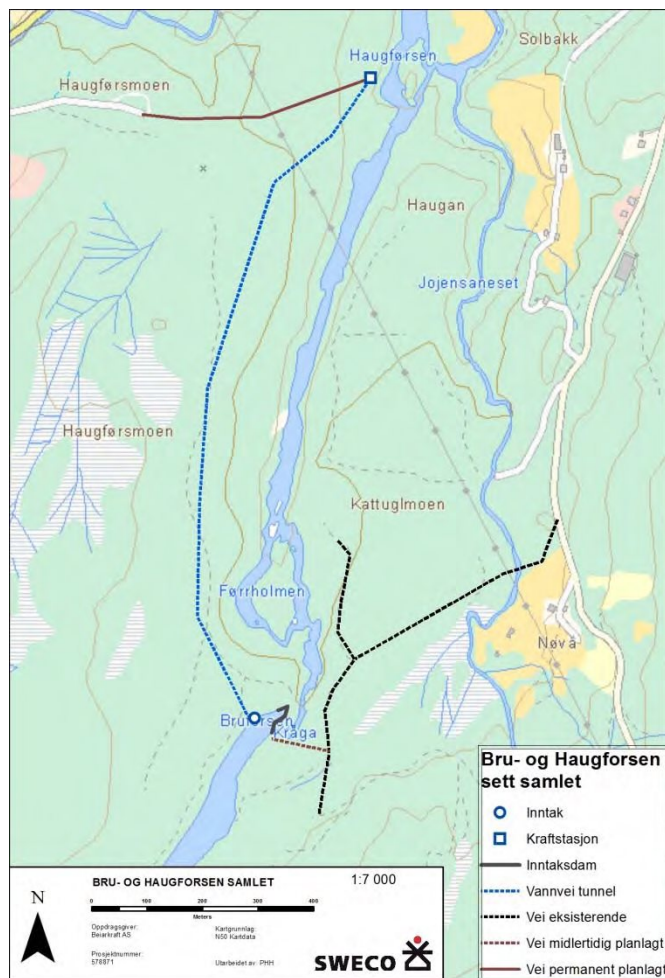 Haugførsen
Solbakk
Haugførsmoen
Haugan
Jojensaneset
Haugførsmoen
Kattuglmoen
Førrholmen
Nøvå
Kråga
Bru- og Haugforsen
sett samlet
Inntak
Kraftstasjon
Inntaksdam
Vannvei tunnel
Vei eksisterende
Vei midlertidig planlagt
Vei permanent planlagt
BRU- OG HAUGFORSEN SAMLET
1:7 000
N
0 100 200 300 400
Meters
Oppdragsgiver:
Beiarkraft AS
Kartgrunnlag:
N50 Kartdata
Prosjektnummer:
578871
Utarbeidet av: PHH
SWECO